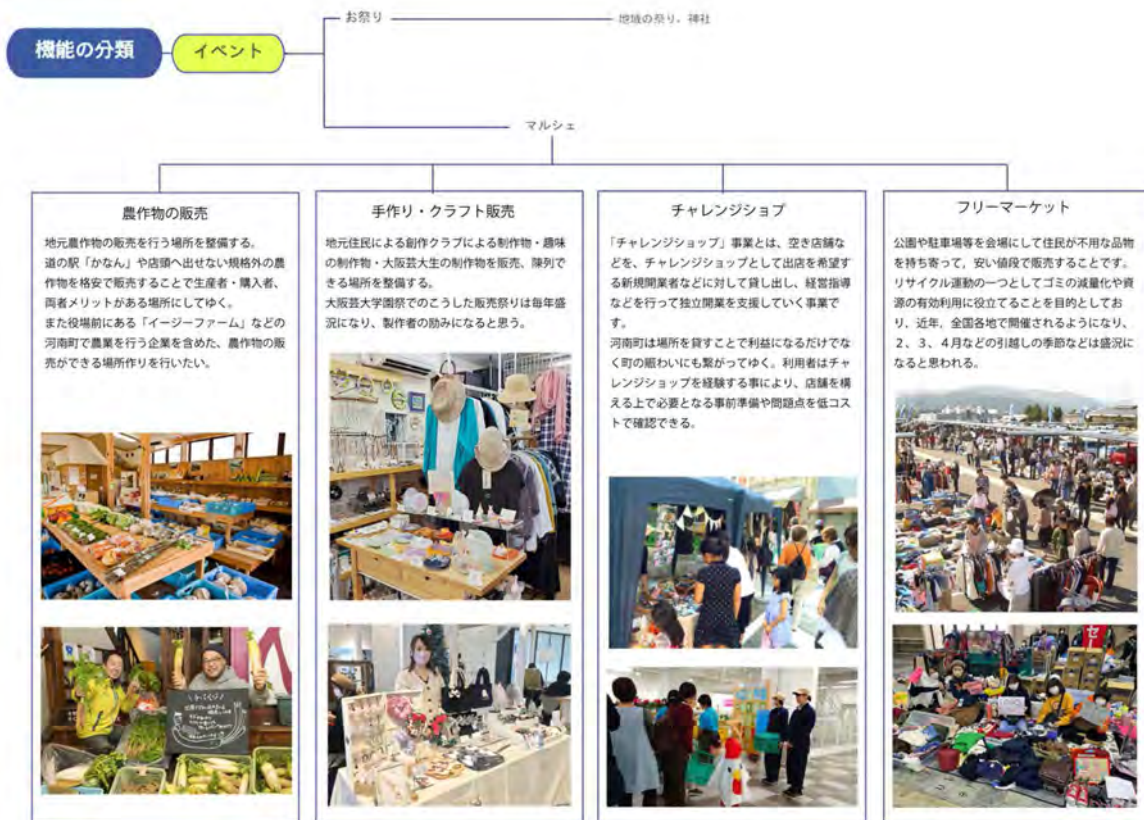 機能の分類
イベント
お祭り
地域の祭り、神社
マルシェ
農作物の販売
地元農作物の販売を行う場所を整備する。
道の駅「かなん」や店頭へ出せない規格外の農
作物を格安で販売することで生産者・購入者、
両者メリットがある場所にしてゆく。
また役場前にある「イージーファーム」などの
河南町で農業を行う企業を含めた、農作物の販
売ができる場所作りを行いたい。
手作り・クラフト販売
地元住民による創作クラブによる制作物・趣味
の制作物・大阪芸大生の制作物を販売、陳列で
きる場所を整備する。
大阪芸大学園祭でのこうした販売祭りは毎年盛
況になり、製作者の励みになると思う。
チャレンジショプ
「チャレンジショップ」事業とは、空き店舗な
どを、チャレンジショップとして出店を希望す
る新規開業者などに対して貸し出し、経営指導
などを行って独立開業を支援していく事業で
す。
河南町は場所を貸すことで利益になるだけでな
く町の賑わいにも繋がってゆく。利用者はチャ
レンジショップを経験する事により、店舗を構
える上で必要となる事前準備や問題点を低コス
トで確認できる。
フリーマーケット
公園や駐車場等を会場にして住民が不用な品物
を持ち寄って，安い値段で販売することです。
リサイクル運動の一つとしてゴミの減量化や資
源の有効利用に役立てることを目的としてお
り，近年，全国各地で開催されるようになり、
２、３、４月などの引越しの季節などは盛況に
なると思われる。